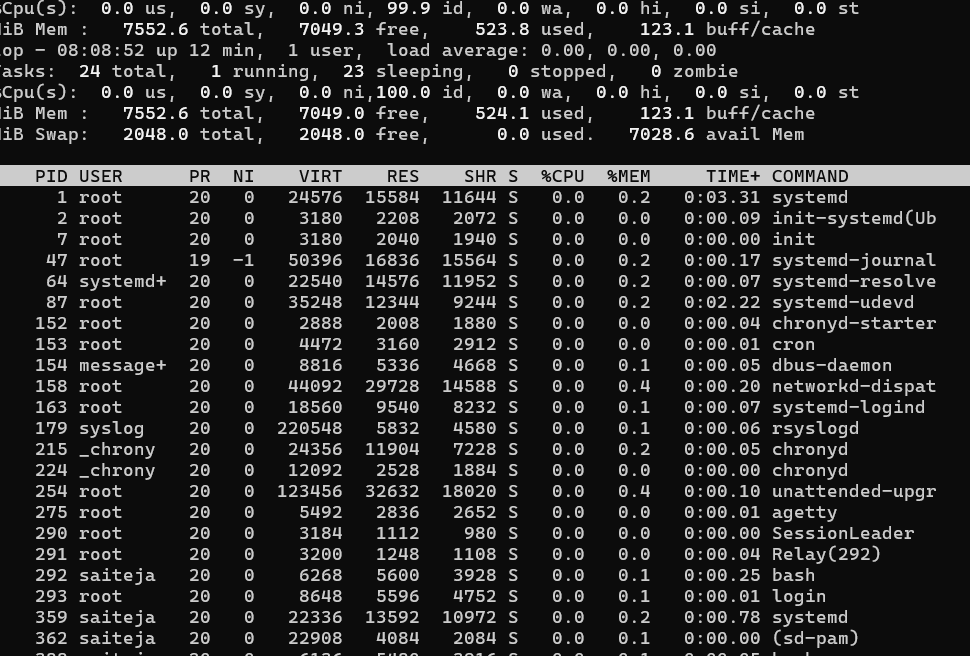 Cpu(s):  0.0 us,  0.0 sy,  0.0 ni, 99.9 id,  0.0 wa,  0.0 hi,  0.0 si,  0.0 st
iB Mem :   7552.6 total,   7049.3 free,    523.8 used,    123.1 buff/cache
op - 08:08:52 up 12 min,  1 user,  load average: 0.00, 0.00, 0.00
asks:  24 total,   1 running,  23 sleeping,   0 stopped,   0 zombie
Cpu(s):  0.0 us,  0.0 sy,  0.0 ni,100.0 id,  0.0 wa,  0.0 hi,  0.0 si,  0.0 st
iB Mem :   7552.6 total,   7049.0 free,    524.1 used,    123.1 buff/cache
iB Swap:   2048.0 total,   2048.0 free,      0.0 used.   7028.6 avail Mem
PID USER      PR  NI    VIRT    RES    SHR S  %CPU  %MEM     TIME+ COMMAND
1 root      20   0   24576  15584  11644 S   0.0   0.2   0:03.31 systemd
2 root      20   0    3180   2208   2072 S   0.0   0.0   0:00.09 init-systemd(Ub
7 root      20   0    3180   2040   1940 S   0.0   0.0   0:00.00 init
47 root      19  -1   50396  16836  15564 S   0.0   0.2   0:00.17 systemd-journal
64 systemd+  20   0   22540  14576  11952 S   0.0   0.2   0:00.07 systemd-resolve
87 root      20   0   35248  12344   9244 S   0.0   0.2   0:02.22 systemd-udevd
152 root      20   0    2888   2008   1880 S   0.0   0.0   0:00.04 chronyd-starter
153 root      20   0    4472   3160   2912 S   0.0   0.0   0:00.01 cron
154 message+  20   0    8816   5336   4668 S   0.0   0.1   0:00.05 dbus-daemon
158 root      20   0   44092  29728  14588 S   0.0   0.4   0:00.20 networkd-dispat
163 root      20   0   18560   9540   8232 S   0.0   0.1   0:00.07 systemd-logind
179 syslog    20   0  220548   5832   4580 S   0.0   0.1   0:00.06 rsyslogd
215 _chrony   20   0   24356  11904   7228 S   0.0   0.2   0:00.05 chronyd
224 _chrony   20   0   12092   2528   1884 S   0.0   0.0   0:00.00 chronyd
254 root      20   0  123456  32632  18020 S   0.0   0.4   0:00.10 unattended-upgr
275 root      20   0    5492   2836   2652 S   0.0   0.0   0:00.01 agetty
290 root      20   0    3184   1112    980 S   0.0   0.0   0:00.00 SessionLeader
291 root      20   0    3200   1248   1108 S   0.0   0.0   0:00.04 Relay(292)
292 saiteja   20   0    6268   5600   3928 S   0.0   0.1   0:00.25 bash
293 root      20   0    8648   5596   4752 S   0.0   0.1   0:00.01 login
359 saiteja   20   0   22336  13592  10972 S   0.0   0.2   0:00.78 systemd
362 saiteja   20   0   22908   4084   2084 S   0.0   0.1   0:00.00 (sd-pam)